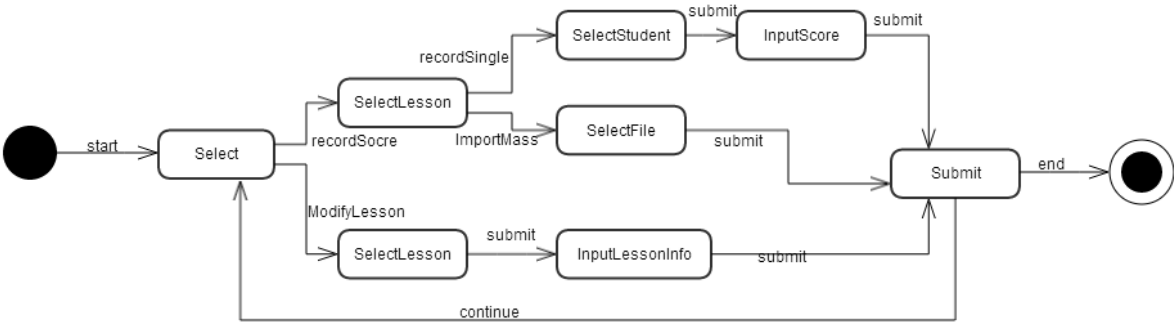 submit
submit
SelectStudent
InputScore
recordSingle
SelectLesson
ImportMass
SelectFile
submit
start
Select
recordSocre
Submit
end
ModifyLesson
SelectLesson
submit
InputLessonInfo
submit
continue